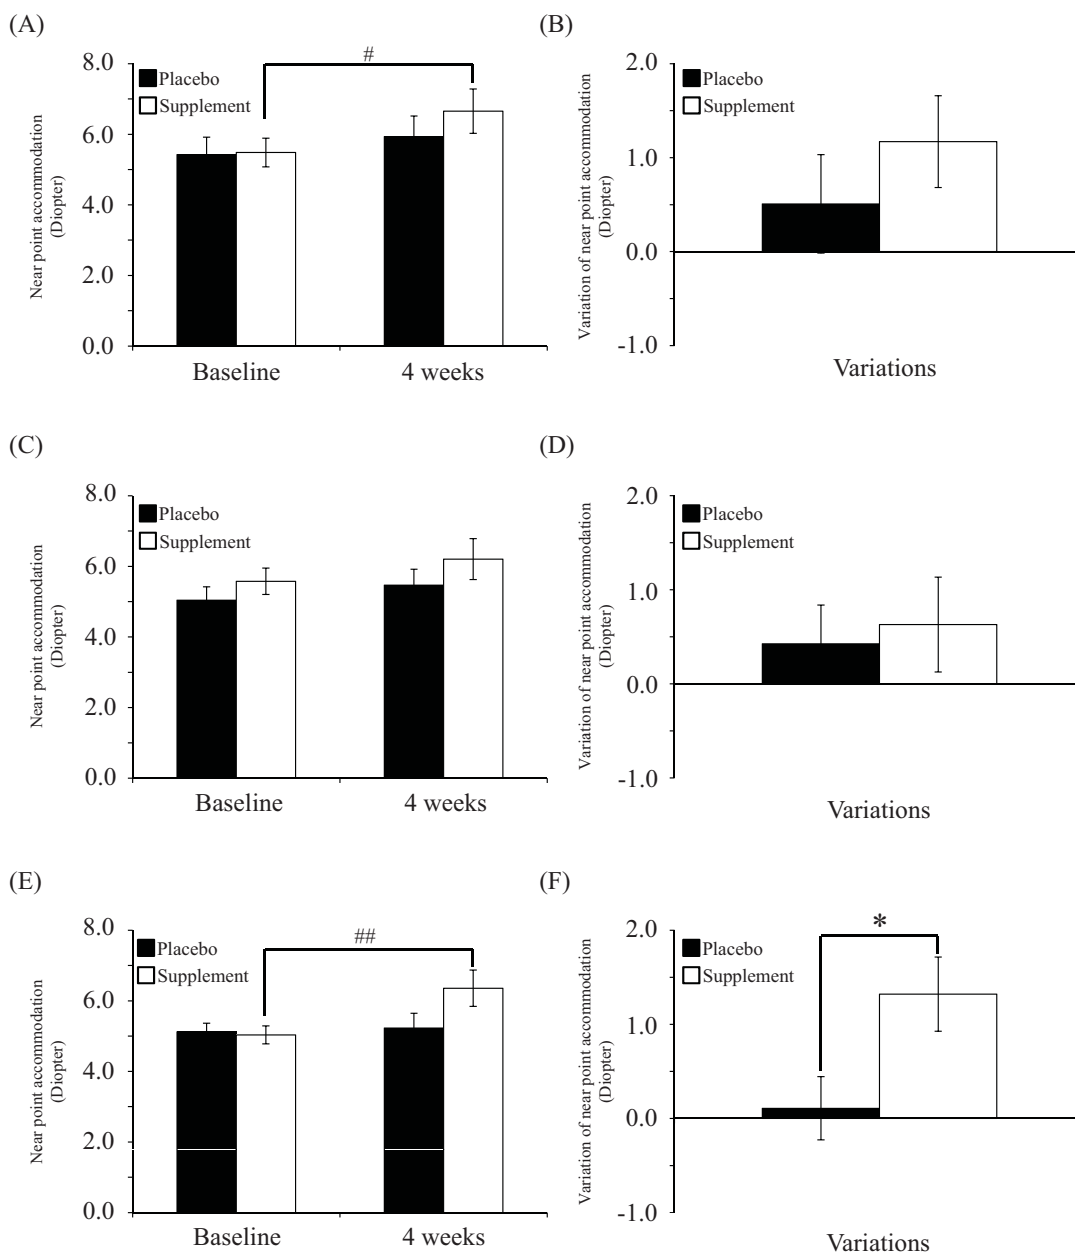 (A)
Near point accommodation
(Diopter)
8.0
6.0
4.0
2.0
0.0
Placebo
Supplement
#
Baseline
4 weeks
(B)
Variation of near point accommodation
(Diopter)
2.0
1.0
0.0
-1.0
Placebo
Supplement
Variations
(C)
Near point accommodation
(Diopter)
8.0
6.0
4.0
2.0
0.0
Placebo
Supplement
Baseline
4 weeks
(D)
Variation of near point accommodation
(Diopter)
2.0
1.0
0.0
-1.0
Placebo
Supplement
Variations
(E)
Near point accommodation
(Diopter)
8.0
6.0
4.0
2.0
0.0
Placebo
Supplement
##
Baseline
4 weeks
(F)
Variation of near point accommodation
(Diopter)
2.0
1.0
0.0
-1.0
Placebo
Supplement
*
Variations